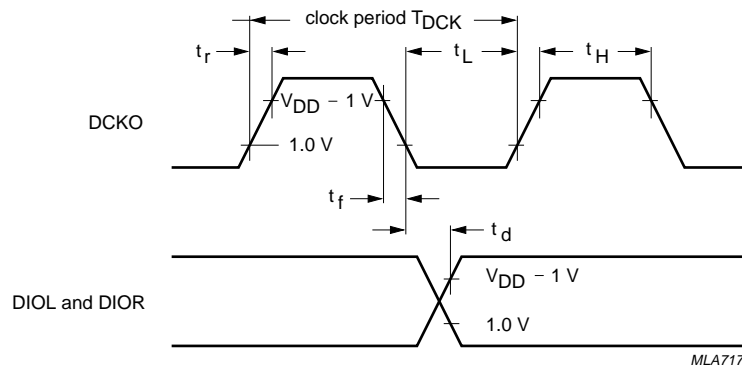 clock period T_DCK
t_r
t_L
t_H
DCKO
V_DD − 1 V
1.0 V
t_f
t_d
DIOL and DIOR
V_DD − 1 V
1.0 V
MLA717